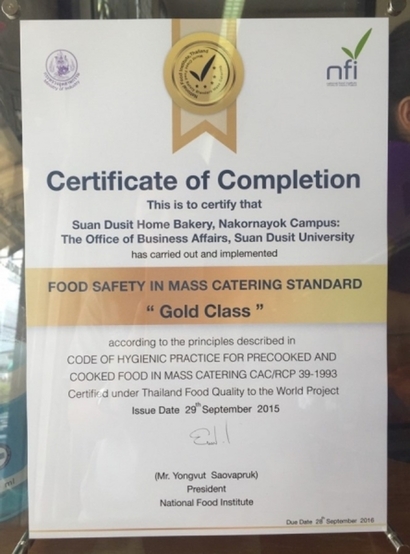 nfi
Certificate of Completion
This is to certify that
Suan Dusit Home Bakery, Nakornayok Campus:
The Office of Business Affairs, Suan Dusit University
has carried out and implemented
FOOD SAFETY IN MASS CATERING STANDARD
“ Gold Class ”
according to the principles described in
CODE OF HYGIENIC PRACTICE FOR PRECOOKED AND
COOKED FOOD IN MASS CATERING CAC/RCP 39-1993
Certified under Thailand Food Quality to the World Project
Issue Date 29th September 2015
(Mr. Yongvut Saovapruk)
President
National Food Institute
Due Date 28th September 2016